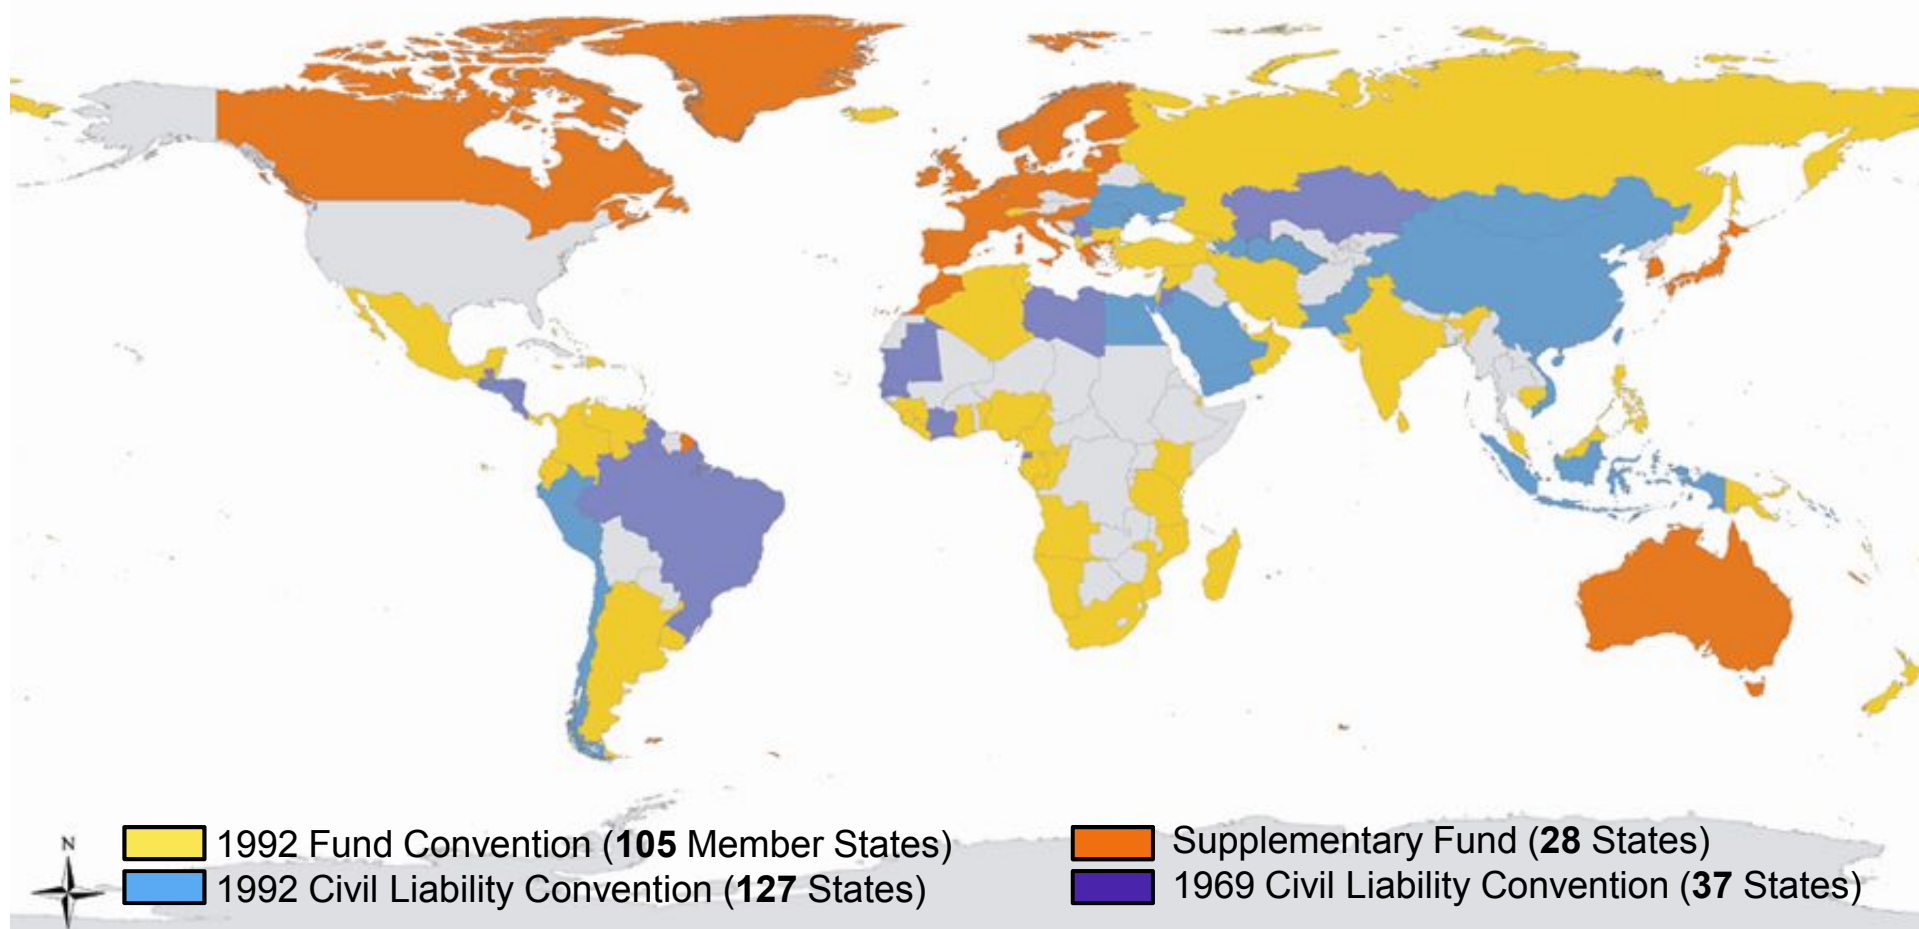 N
1992 Fund Convention (105 Member States)
1992 Civil Liability Convention (127 States)
Supplementary Fund (28 States)
1969 Civil Liability Convention (37 States)